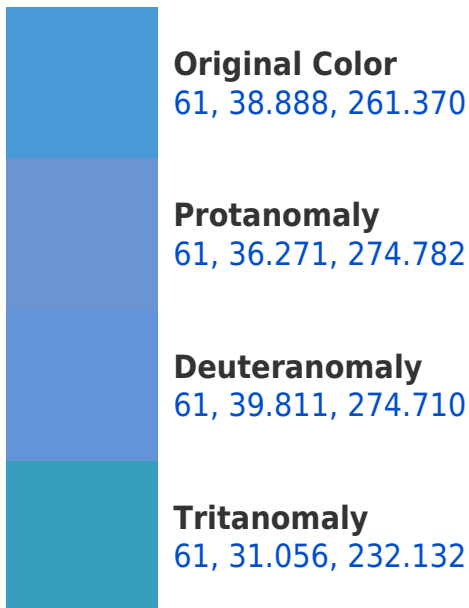 Original Color
61, 38.888, 261.370
Protanomaly
61, 36.271, 274.782
Deuteranomaly
61, 39.811, 274.710
Tritanomaly
61, 31.056, 232.132